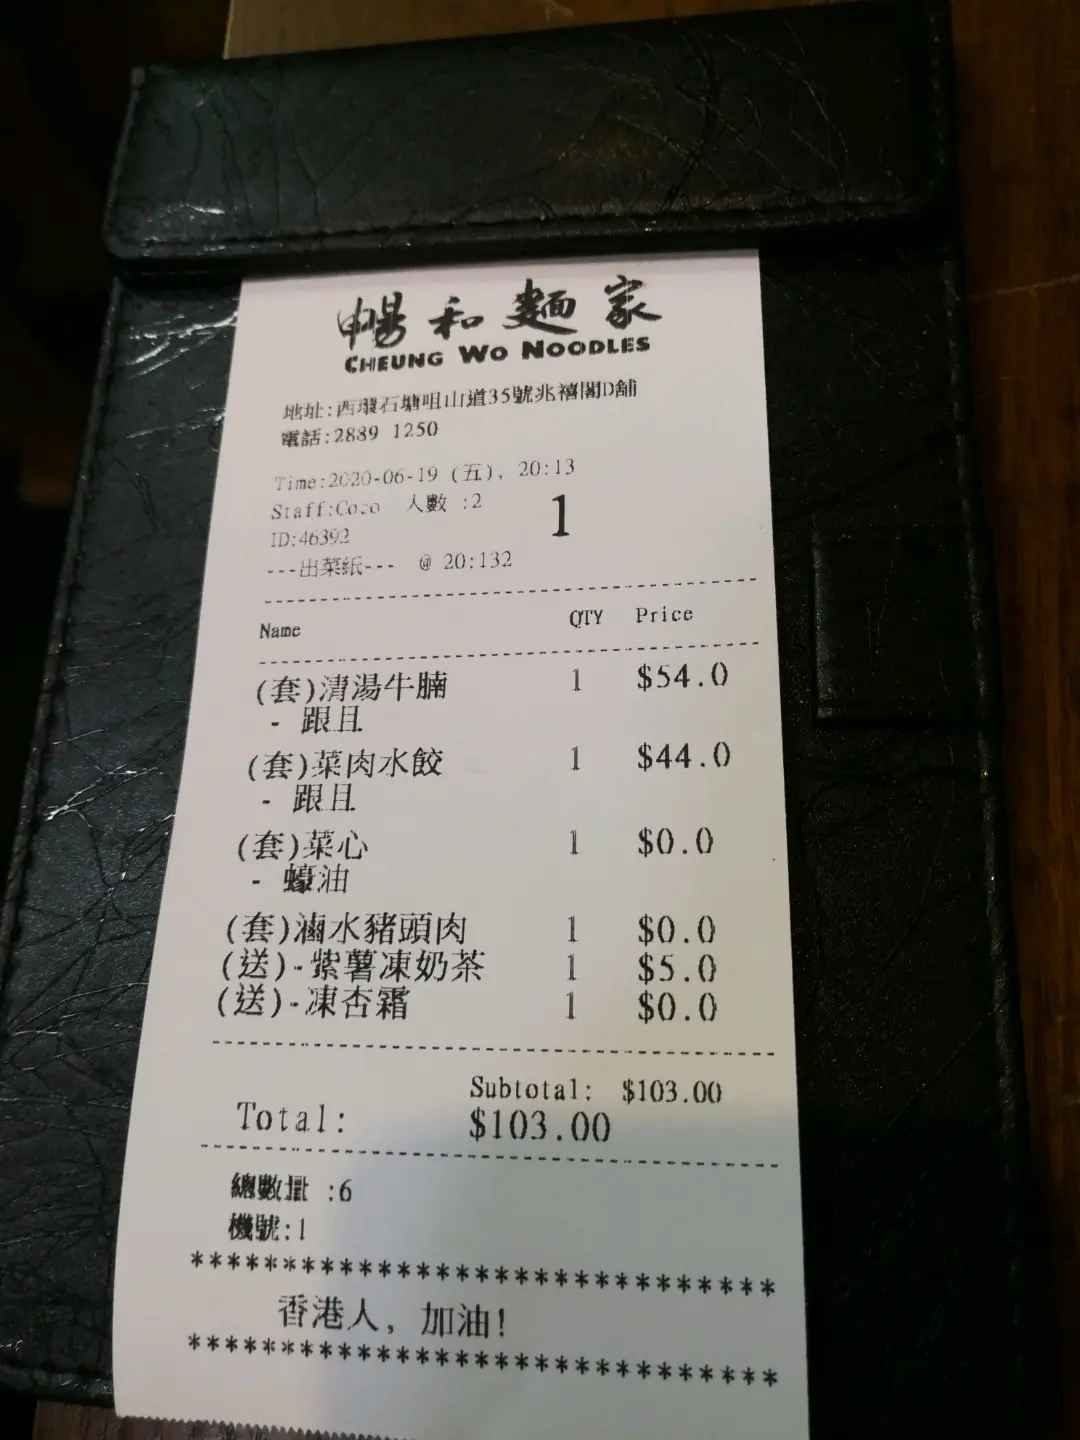 暢和麵家
CHEUNG WO NOODLES
地址:西環石塘咀山道35號兆禧閣D舖
電話:2889 1250
Time:2020-06-19 (五), 20:13
Staff:Coco 人數 :2
1
ID:46392
---出菜紙--- @ 20:132
Name QTY Price
(套)清湯牛腩 1 $54.0
- 跟旦
(套)菜肉水餃 1 $44.0
- 跟旦
(套)菜心 1 $0.0
- 蠔油
(套)滷水豬頭肉 1 $0.0
(送)-紫薯凍奶茶 1 $5.0
(送)-凍杏霜 1 $0.0
Subtotal: $103.00
Total: $103.00
總數量 :6
機號:1
*********************************
香港人, 加油!
*********************************